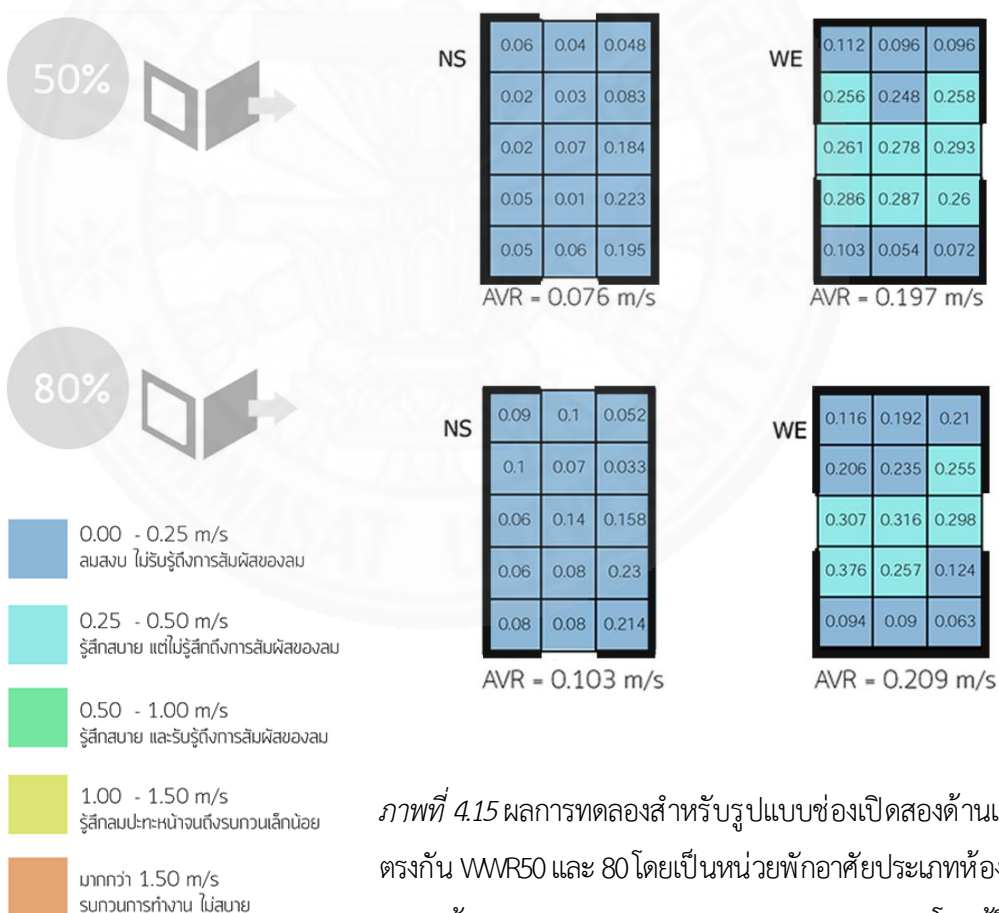 50%
NS
0.06 0.04 0.048
0.02 0.03 0.083
0.02 0.07 0.184
0.05 0.01 0.223
0.05 0.06 0.195
AVR = 0.076 m/s
WE
0.112 0.096 0.096
0.256 0.248 0.258
0.261 0.278 0.293
0.286 0.287 0.26
0.103 0.054 0.072
AVR = 0.197 m/s
80%
NS
0.09 0.1 0.052
0.1 0.07 0.033
0.06 0.14 0.158
0.06 0.08 0.23
0.08 0.08 0.214
AVR = 0.103 m/s
WE
0.116 0.192 0.21
0.206 0.235 0.255
0.307 0.316 0.298
0.376 0.257 0.124
0.094 0.09 0.063
AVR = 0.209 m/s
0.00 - 0.25 m/s
ลมสงบ ไม่รับรู้ถึงการสัมผัสของลม
0.25 - 0.50 m/s
รู้สึกสบาย แต่ไม่รู้สึกถึงการสัมผัสของลม
0.50 - 1.00 m/s
รู้สึกสบาย และรับรู้ถึงการสัมผัสของลม
1.00 - 1.50 m/s
รู้สึกลมปะทะหน้าจนถึงรบกวนเล็กน้อย
มากกว่า 1.50 m/s
รบกวนการทำงาน ไม่สบาย
ภาพที่ 4.15 ผลการทดลองสำหรับรูปแบบช่องเปิดสองด้าน
ตรงกัน WWR50 และ 80 โดยเป็นหน่วยพักอาศัยประเภทห้อง